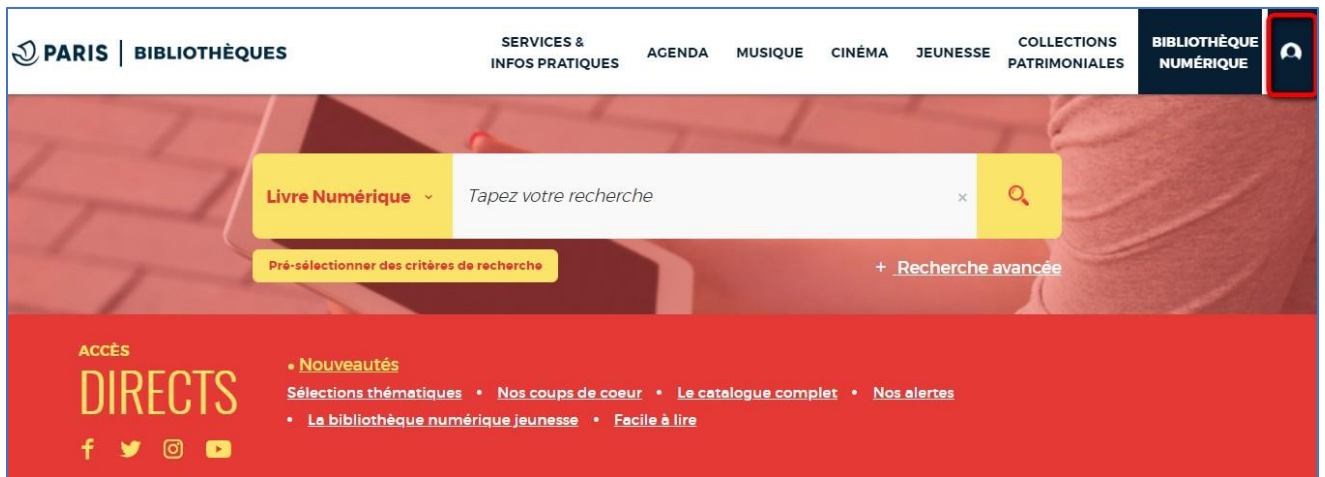 PARIS | BIBLIOTHÈQUES
SERVICES &
INFOS PRATIQUES
AGENDA
MUSIQUE
CINÉMA
JEUNESSE
COLLECTIONS
PATRIMONIALES
BIBLIOTHÈQUE
NUMÉRIQUE
Livre Numérique
Tapez votre recherche
×
Pré-sélectionner des critères de recherche
+ Recherche avancée
ACCÈS
DIRECTS
• Nouveautés
Sélections thématiques • Nos coups de coeur • Le catalogue complet • Nos alertes
• La bibliothèque numérique jeunesse • Facile à lire